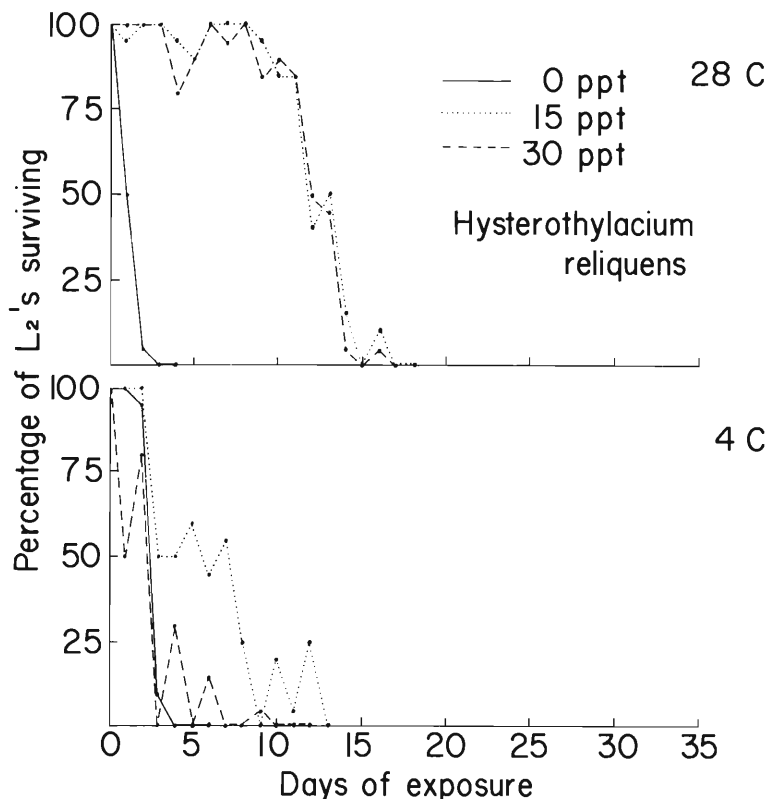 100
75
50
25
0 ppt
15 ppt
30 ppt
28 C
Hysterothylacium
reliquens
Percentage of L₂'s surviving
100
75
50
25
4 C
0 5 10 15 20 25 30 35
Days of exposure